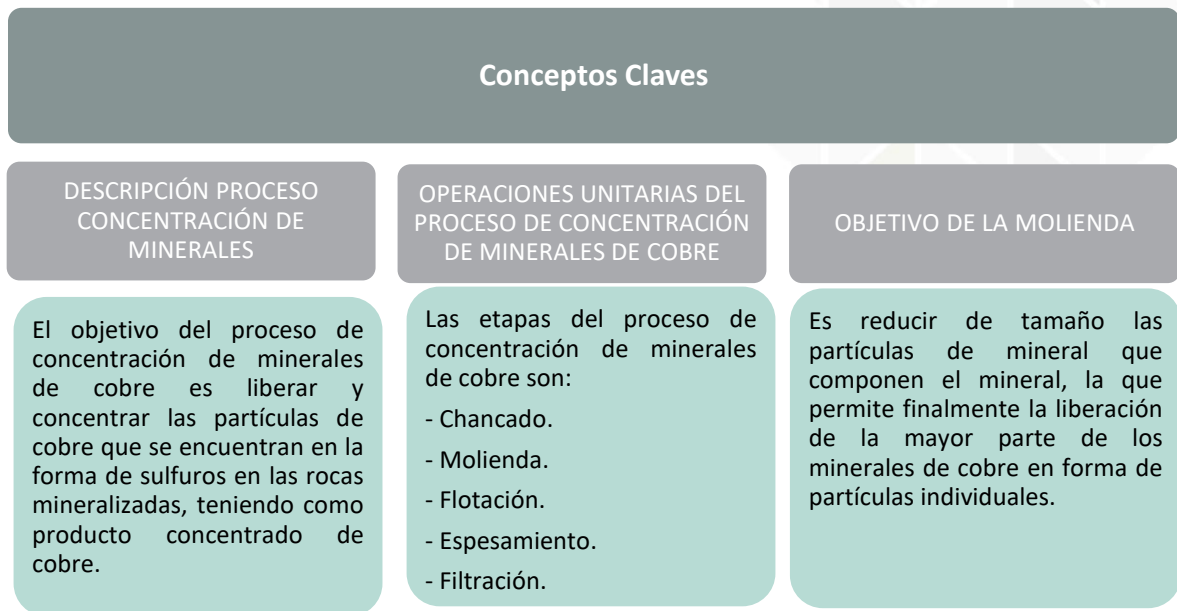 Conceptos Claves
DESCRIPCIÓN PROCESO
CONCENTRACIÓN DE
MINERALES
El objetivo del proceso de
concentración de minerales
de cobre es liberar y
concentrar las partículas de
cobre que se encuentran en la
forma de sulfuros en las rocas
mineralizadas, teniendo como
producto concentrado de
cobre.
OPERACIONES UNITARIAS DEL
PROCESO DE CONCENTRACIÓN
DE MINERALES DE COBRE
Las etapas del proceso de
concentración de minerales
de cobre son:
- Chancado.
- Molienda.
- Flotación.
- Espesamiento.
- Filtración.
OBJETIVO DE LA MOLIENDA
Es reducir de tamaño las
partículas de mineral que
componen el mineral, la que
permite finalmente la liberación
de la mayor parte de los
minerales de cobre en forma de
partículas individuales.